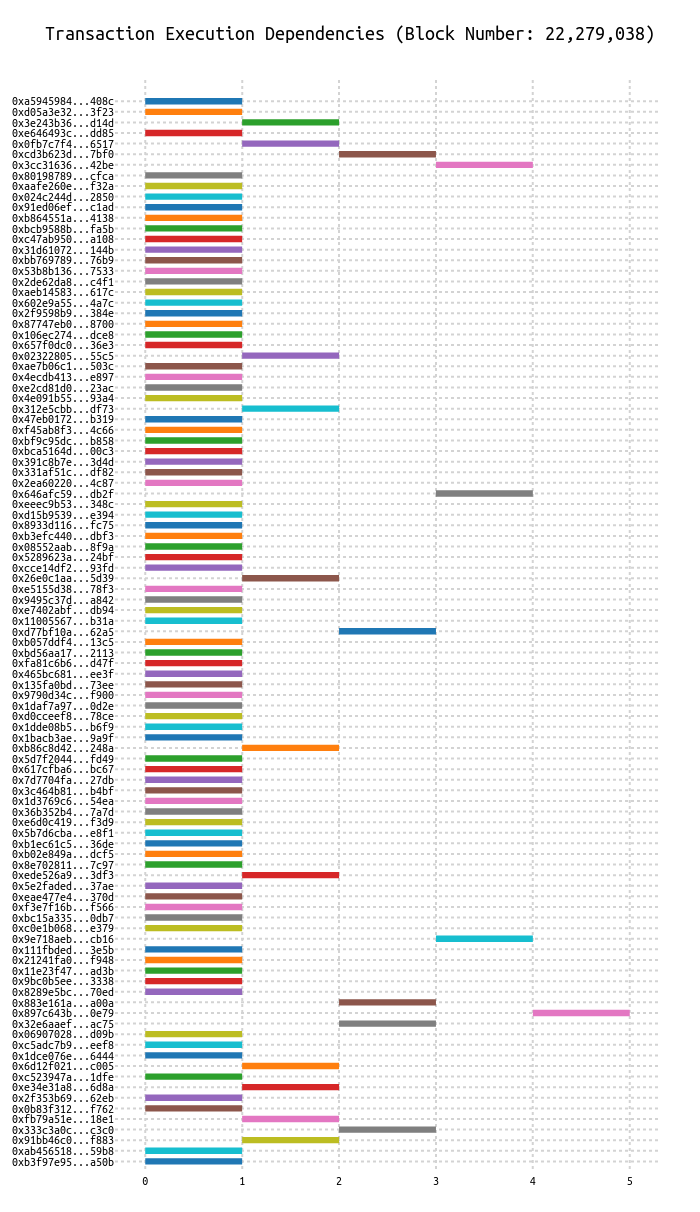 Transaction Execution Dependencies (Block Number: 22,279,038)
0xa5945984...408c
0xd05a3e32...3f23
0x3e243b36...d14d
0xe646493c...dd85
0x0fb7c7f4...6517
0xcd3b623d...7bf0
0x3cc31636...42be
0x80198789...cfca
0xaafe260e...f32a
0x024c244d...2850
0x91ed06ef...c1ad
0xb864551a...4138
0xbcb9588b...fa5b
0xc47ab950...a108
0x31d61072...144b
0xbb769789...76b9
0x53b8b136...7533
0x2de62da8...c4f1
0xaeb14583...617c
0x602e9a55...4a7c
0x2f9598b9...384e
0x87747eb0...8700
0x106ec274...dce8
0x657f0dc0...36e3
0x02322805...55c5
0xae7b06c1...503c
0x4ecdb413...e897
0xe2cd81d0...23ac
0x4e091b55...93a4
0x312e5cbb...df73
0x47eb0172...b319
0xf45ab8f3...4c66
0xbf9c95dc...b858
0xbca5164d...00c3
0x391c8b7e...3d4d
0x331af51c...df82
0x2ea60220...4c87
0x646afc59...db2f
0xeeec9b53...348c
0xd15b9539...e394
0x8933d116...fc75
0xb3efc440...dbf3
0x08552aab...8f9a
0x5289623a...24bf
0xcce14df2...93fd
0x26e0c1aa...5d39
0xe5155d38...78f3
0x9495c37d...a842
0xe7402abf...db94
0x11005567...b31a
0xd77bf10a...62a5
0xb057ddf4...13c5
0xbd56aa17...2113
0xfa81c6b6...d47f
0x465bc681...ee3f
0x135fa0bd...73ee
0x9790d34c...f900
0x1daf7a97...0d2e
0xd0cceef8...78ce
0x1dde08b5...b6f9
0x1bacb3ae...9a9f
0xb86c8d42...248a
0x5d7f2044...fd49
0x617cfba6...bc67
0x7d7704fa...27db
0x3c464b81...b4bf
0x1d3769c6...54ea
0x36b352b4...7a7d
0xe6d0c419...f3d9
0x5b7d6cba...e8f1
0xb1ec61c5...36de
0xb02e849a...dcf5
0x8e702811...7c97
0xede526a9...3df3
0x5e2faded...37ae
0xeae477e4...370d
0xf3e7f16b...f566
0xbc15a335...0db7
0xc0e1b068...e379
0x9e718aeb...cb16
0x111fbded...3e5b
0x21241fa0...f948
0x11e23f47...ad3b
0x9bc0b5ee...3338
0x8289e5bc...70ed
0x883e161a...a00a
0x897c643b...0e79
0x32e6aaef...ac75
0x06907028...d09b
0xc5adc7b9...eef8
0x1dce076e...6444
0x6d12f021...c005
0xc523947a...1dfe
0xe34e31a8...6d8a
0x2f353b69...62eb
0x0b83f312...f762
0xfb79a51e...18e1
0x333c3a0c...c3c0
0x91bb46c0...f883
0xab456518...59b8
0xb3f97e95...a50b
0 1 2 3 4 5